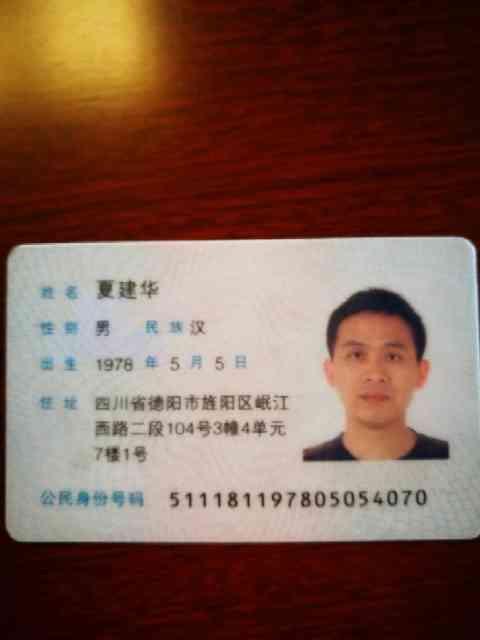 姓名 夏建华
性别 男 民族 汉
出生 1978 年 5 月 5 日
住址 四川省德阳市旌阳区岷江
西路二段104号3幢4单元
7楼1号
公民身份号码 511181197805054070